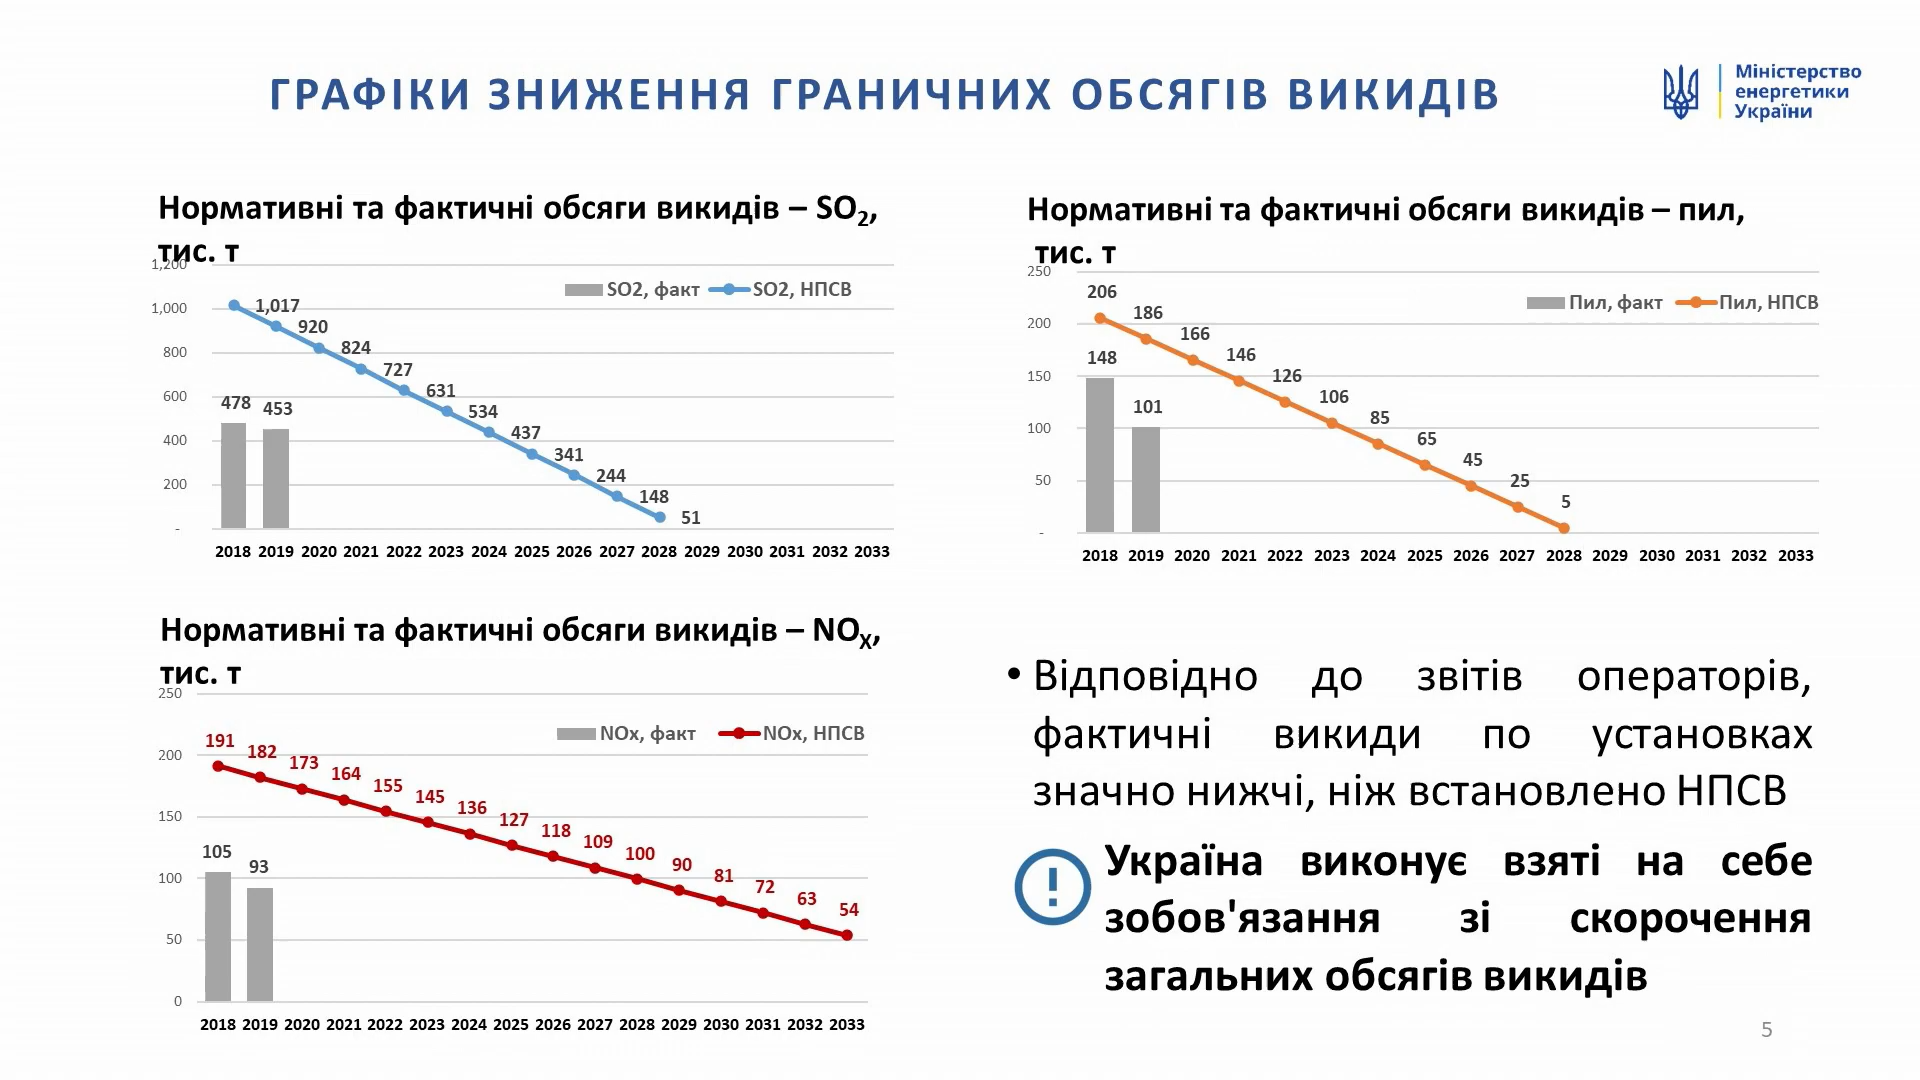 ГРАФІКИ ЗНИЖЕННЯ ГРАНИЧНИХ ОБСЯГІВ ВИКИДІВ
Міністерство
енергетики
України
Нормативні та фактичні обсяги викидів – SO₂,
тис. т
1,200
1,000
800
600
400
200
-
SO2, факт SO2, НПСВ
1,017
920
824
727
631
534
437
341
244
148
51
478 453
2018 2019 2020 2021 2022 2023 2024 2025 2026 2027 2028 2029 2030 2031 2032 2033
Нормативні та фактичні обсяги викидів – пил,
тис. т
250
200
150
100
50
-
Пил, факт Пил, НПСВ
206
186
166
146
126
106
85
65
45
25
5
148
101
2018 2019 2020 2021 2022 2023 2024 2025 2026 2027 2028 2029 2030 2031 2032 2033
Нормативні та фактичні обсяги викидів – NOₓ,
тис. т
250
200
150
100
50
0
NOx, факт NOx, НПСВ
191
182
173
164
155
145
136
127
118
109
100
90
81
72
63
54
105
93
2018 2019 2020 2021 2022 2023 2024 2025 2026 2027 2028 2029 2030 2031 2032 2033
• Відповідно до звітів операторів,
фактичні викиди по установках
значно нижчі, ніж встановлено НПСВ
Україна виконує взяті на себе
зобов'язання зі скорочення
загальних обсягів викидів
5